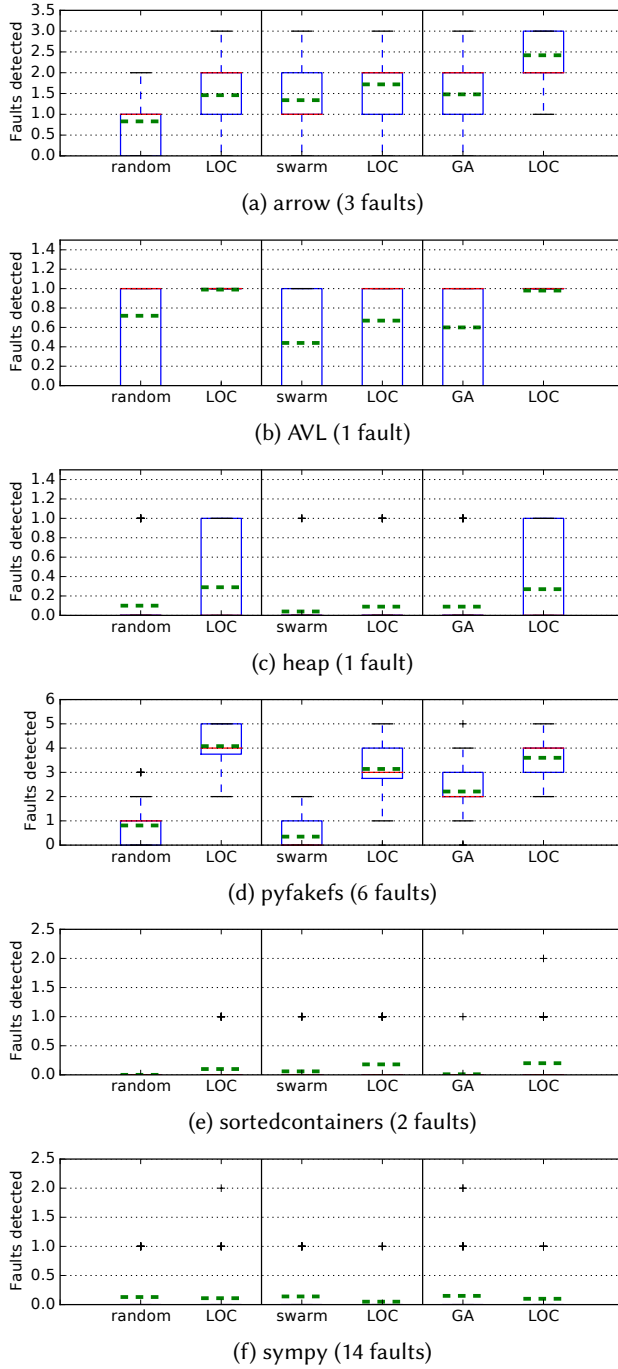 Faults detected
3.5
3.0
2.5
2.0
1.5
1.0
0.5
0.0
random LOC swarm LOC GA LOC
(a) arrow (3 faults)
Faults detected
1.4
1.2
1.0
0.8
0.6
0.4
0.2
0.0
random LOC swarm LOC GA LOC
(b) AVL (1 fault)
Faults detected
1.4
1.2
1.0
0.8
0.6
0.4
0.2
0.0
random LOC swarm LOC GA LOC
(c) heap (1 fault)
Faults detected
6
5
4
3
2
1
0
random LOC swarm LOC GA LOC
(d) pyfakefs (6 faults)
Faults detected
2.5
2.0
1.5
1.0
0.5
0.0
random LOC swarm LOC GA LOC
(e) sortedcontainers (2 faults)
Faults detected
2.5
2.0
1.5
1.0
0.5
0.0
random LOC swarm LOC GA LOC
(f) sympy (14 faults)